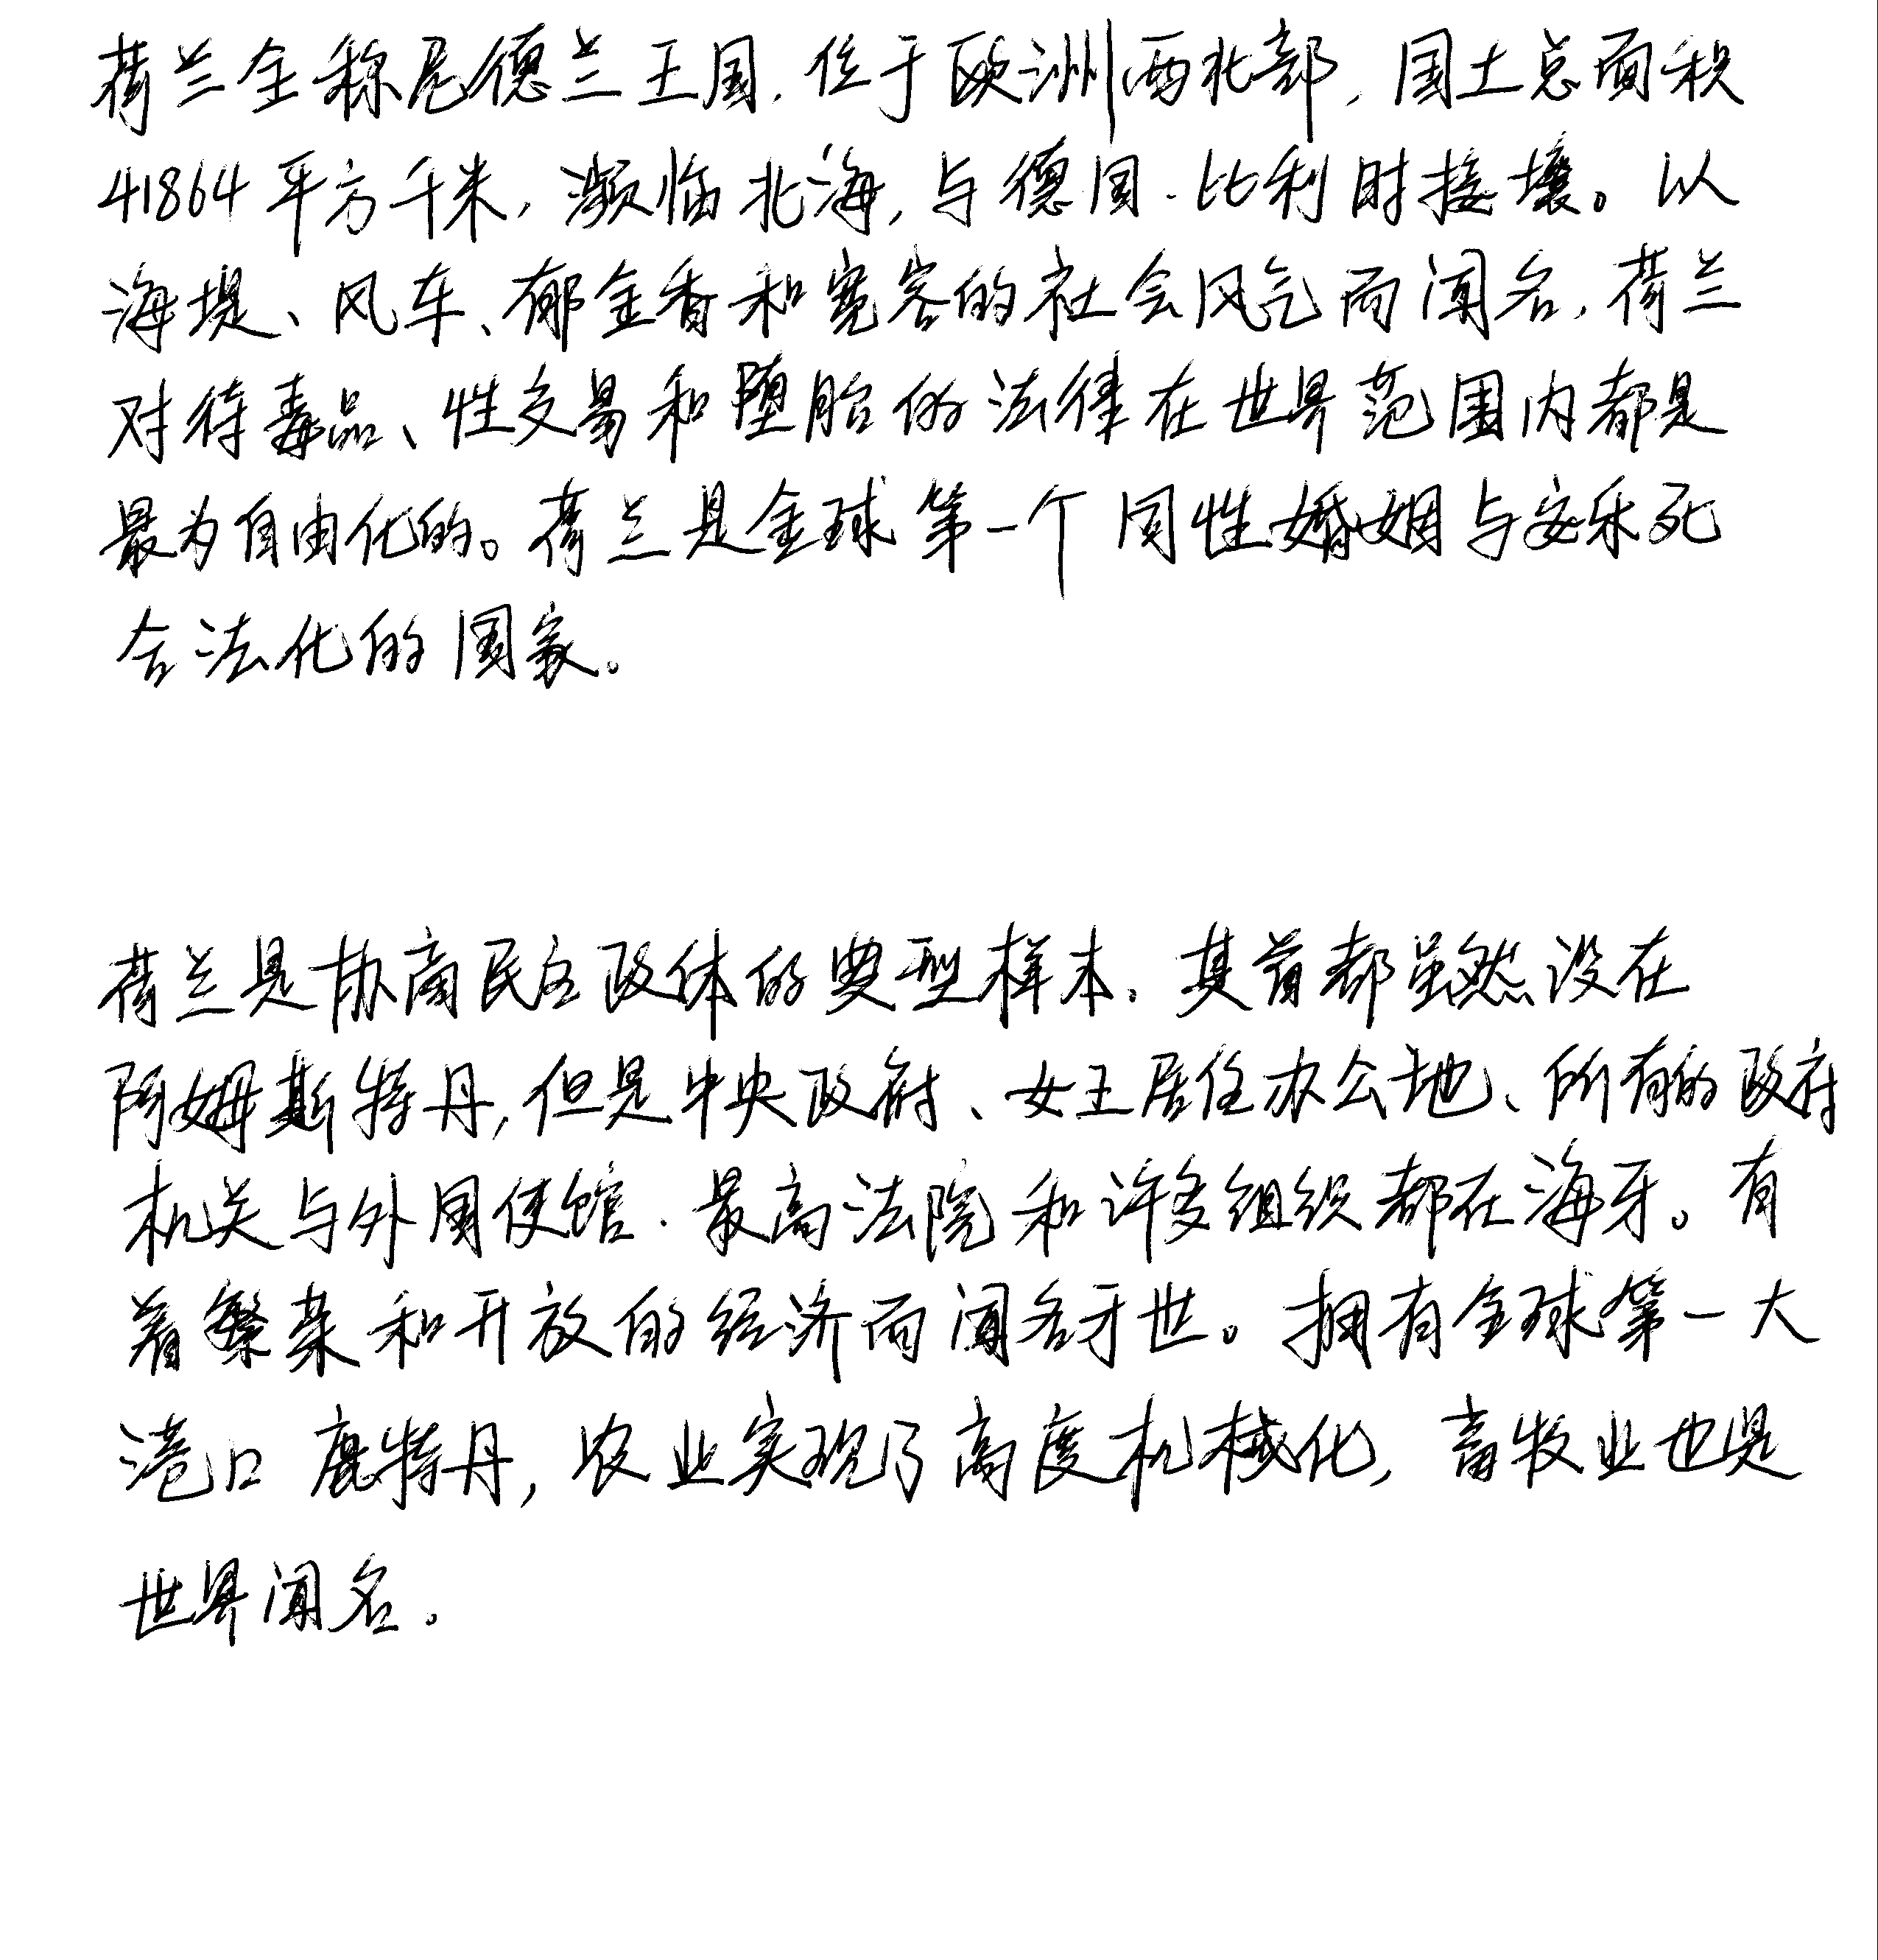 荷兰全称尼德兰王国,位于欧洲西北部,国土总面积
41864平方千米,濒临北海,与德国、比利时接壤。以
海堤、风车、郁金香和宽容的社会风气而闻名,荷兰
对待毒品、性交易和堕胎的法律在世界范围内都是
最为自由化的。荷兰是全球第一个同性婚姻与安乐死
合法化的国家。
荷兰是协商民主政体的典型样本,其首都虽然设在
阿姆斯特丹,但是中央政府、女王居住办公地、所有的政府
机关与外国使馆、最高法院和许多组织都在海牙。有
着繁荣和开放的经济而闻名于世。拥有全球第一大
港口鹿特丹,农业实现了高度机械化,畜牧业也是
世界闻名。